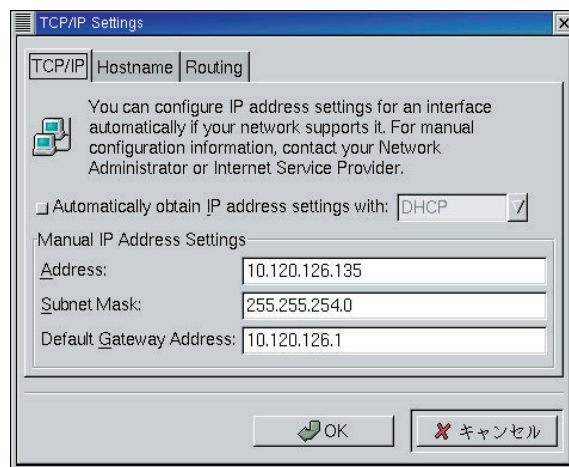 TCP/IP Settings
TCP/IP Hostname Routing
You can configure IP address settings for an interface
automatically if your network supports it. For manual
configuration information, contact your Network
Administrator or Internet Service Provider.
Automatically obtain IP address settings with: DHCP
Manual IP Address Settings
Address: 10.120.126.135
Subnet Mask: 255.255.254.0
Default Gateway Address: 10.120.126.1
OK キャンセル